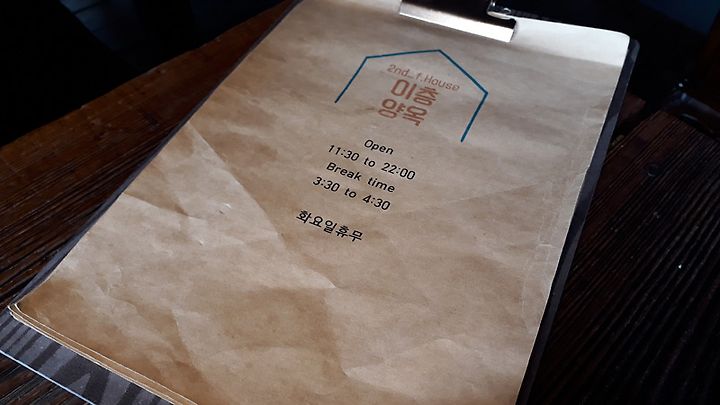 2nd_f.House
이층
양옥
Open
11:30 to 22:00
Break time
3:30 to 4:30
화요일휴무